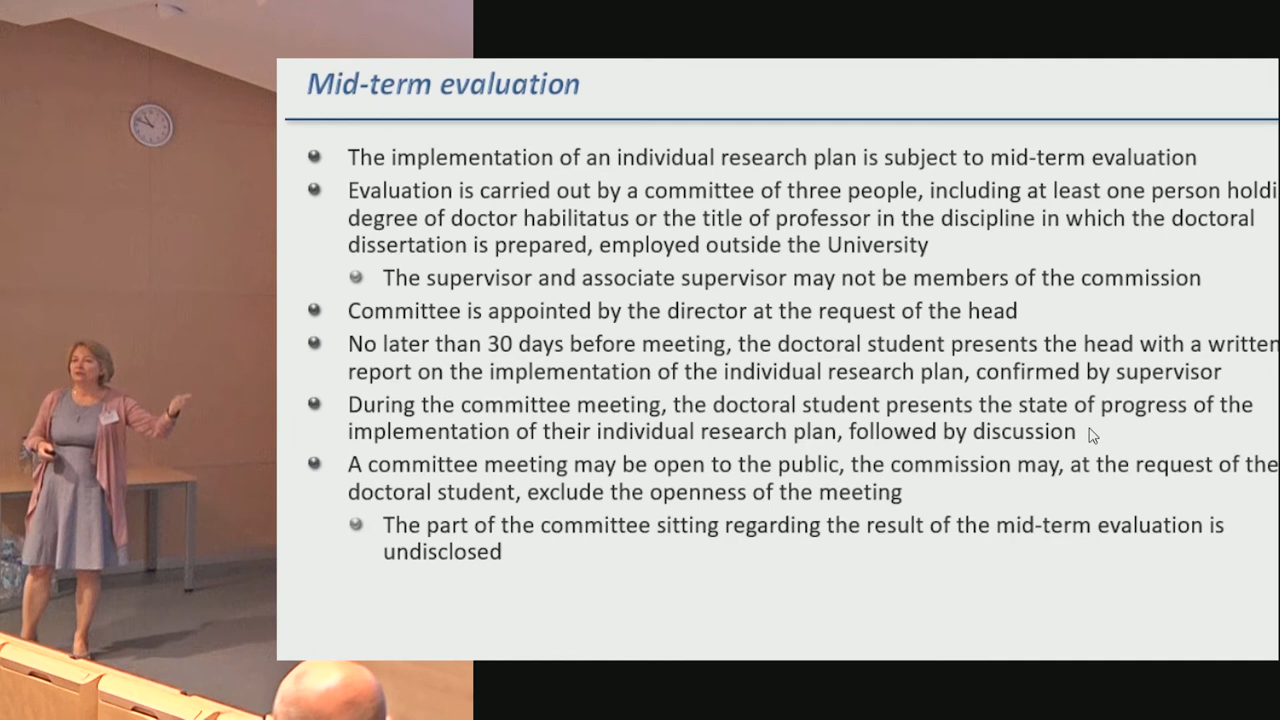 Mid-term evaluation
The implementation of an individual research plan is subject to mid-term evaluation
Evaluation is carried out by a committee of three people, including at least one person holdi
degree of doctor habilitatus or the title of professor in the discipline in which the doctoral
dissertation is prepared, employed outside the University
The supervisor and associate supervisor may not be members of the commission
Committee is appointed by the director at the request of the head
No later than 30 days before meeting, the doctoral student presents the head with a written
report on the implementation of the individual research plan, confirmed by supervisor
During the committee meeting, the doctoral student presents the state of progress of the
implementation of their individual research plan, followed by discussion
A committee meeting may be open to the public, the commission may, at the request of the
doctoral student, exclude the openness of the meeting
The part of the committee sitting regarding the result of the mid-term evaluation is
undisclosed